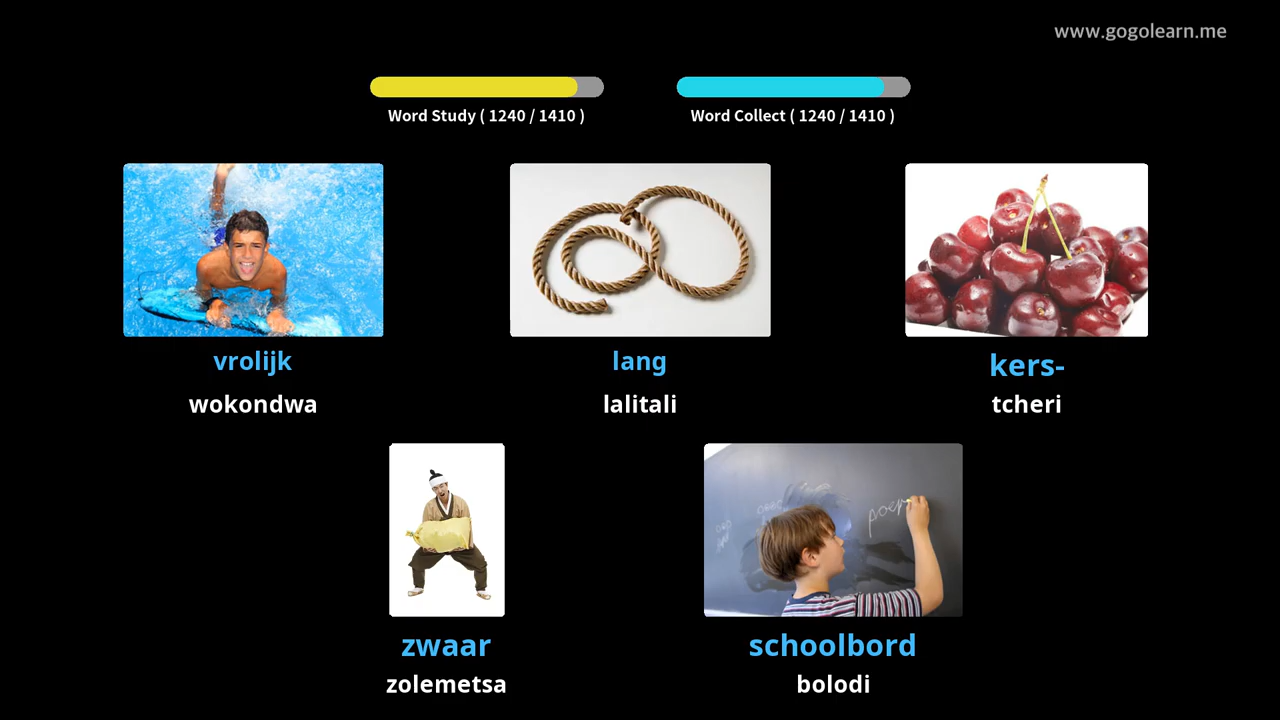 www.gogolearn.me
Word Study ( 1240 / 1410 )
Word Collect ( 1240 / 1410 )
vrolijk
lang
kers-
wokondwa
lalitali
tcheri
poer
zwaar
schoolbord
zolemetsa
bolodi